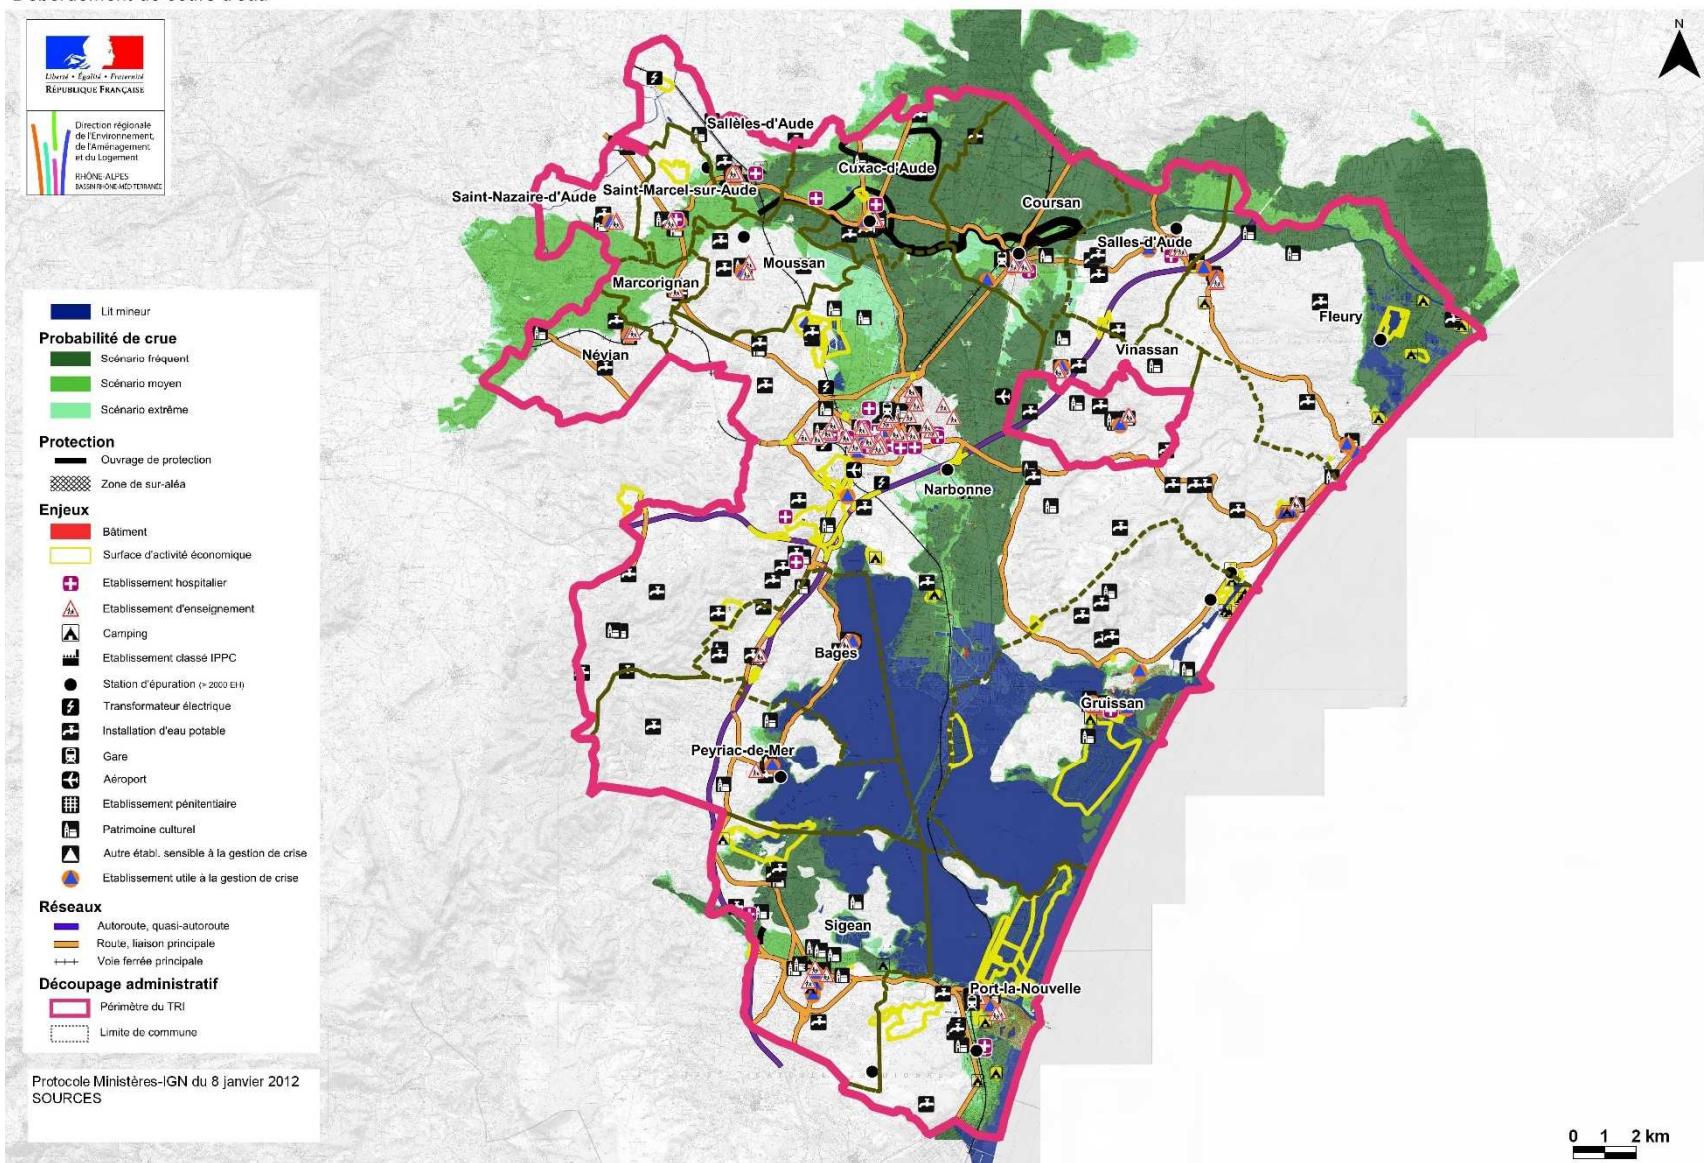 Débordement de cours d'eau
N
Liberté • Égalité • Fraternité
RÉPUBLIQUE FRANÇAISE
Direction régionale
de l'Environnement,
de l'Aménagement
et du Logement
RHÔNE-ALPES
BASSIN RHÔNE-MÉDITERRANÉE
Sallèles-d'Aude
Cuxac-d'Aude
Saint-Marcel-sur-Aude
Saint-Nazaire-d'Aude
Coursan
Salles-d'Aude
Moussan
Marcorignan
Fleury
Névian
Vinassan
Narbonne
Bages
Gruissan
Peyriac-de-Mer
Sigean
Port-la-Nouvelle
Lit mineur
Probabilité de crue
Scénario fréquent
Scénario moyen
Scénario extrême
Protection
Ouvrage de protection
Zone de sur-aléa
Enjeux
Bâtiment
Surface d'activité économique
Etablissement hospitalier
Etablissement d'enseignement
Camping
Etablissement classé IPPC
Station d'épuration (> 2000 EH)
Transformateur électrique
Installation d'eau potable
Gare
Aéroport
Etablissement pénitentiaire
Patrimoine culturel
Autre établ. sensible à la gestion de crise
Etablissement utile à la gestion de crise
Réseaux
Autoroute, quasi-autoroute
Route, liaison principale
Voie ferrée principale
Découpage administratif
Périmètre du TRI
Limite de commune
Protocole Ministères-IGN du 8 janvier 2012
SOURCES
0 1 2 km